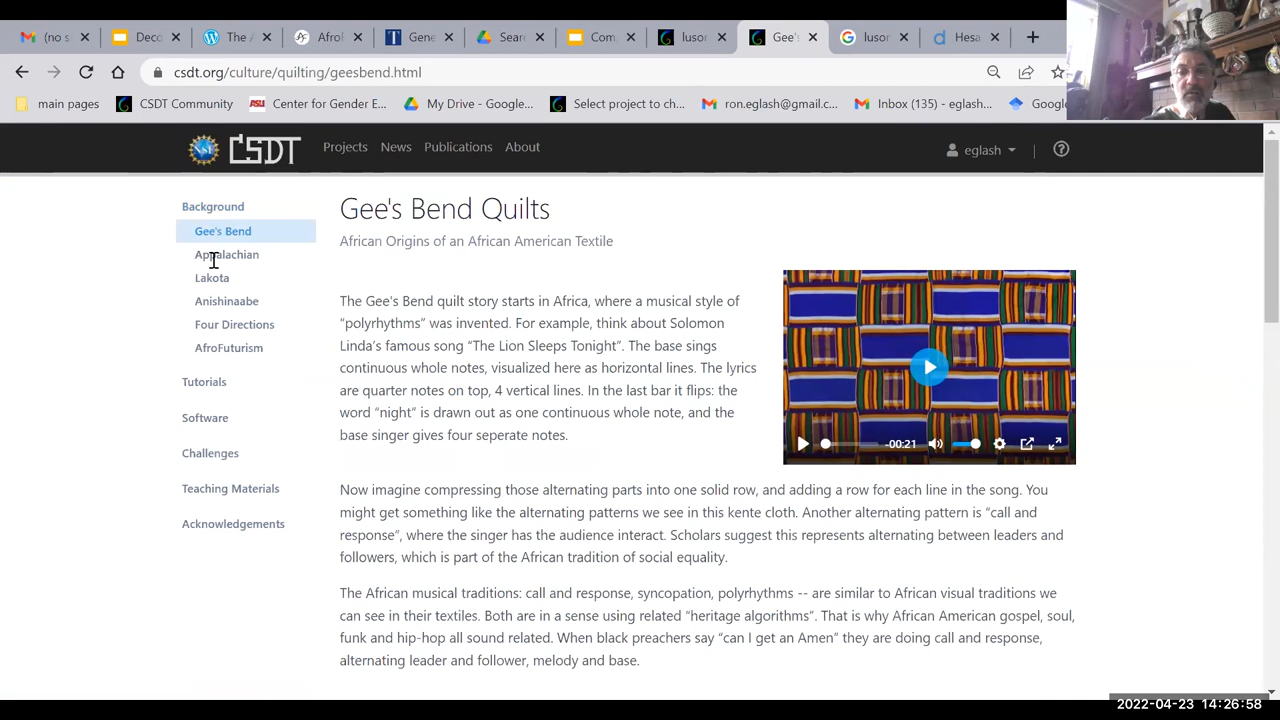 (no s
Deco
The A
AfroF
Gene
Sear
Com
lusor
Gee's
lusor
Hesa
csdt.org/culture/quilting/geesbend.html
main pages
CSDT Community
ASU
Center for Gender E...
My Drive - Google...
Select project to ch...
ron.eglash@gmail.c...
Inbox (135) - eglash...
Goog
NSF
CSDT
Projects
News
Publications
About
eglash
Background
Gee's Bend
Appalachian
Lakota
Anishinaabe
Four Directions
AfroFuturism
Tutorials
Software
Challenges
Teaching Materials
Acknowledgements
Gee's Bend Quilts
African Origins of an African American Textile
The Gee's Bend quilt story starts in Africa, where a musical style of
“polyrhythms” was invented. For example, think about Solomon
Linda’s famous song “The Lion Sleeps Tonight”. The base sings
continuous whole notes, visualized here as horizontal lines. The lyrics
are quarter notes on top, 4 vertical lines. In the last bar it flips: the
word “night” is drawn out as one continuous whole note, and the
base singer gives four seperate notes.
-00:21
Now imagine compressing those alternating parts into one solid row, and adding a row for each line in the song. You
might get something like the alternating patterns we see in this kente cloth. Another alternating pattern is “call and
response”, where the singer has the audience interact. Scholars suggest this represents alternating between leaders and
followers, which is part of the African tradition of social equality.
The African musical traditions: call and response, syncopation, polyrhythms -- are similar to African visual traditions we
can see in their textiles. Both are in a sense using related “heritage algorithms”. That is why African American gospel, soul,
funk and hip-hop all sound related. When black preachers say “can I get an Amen” they are doing call and response,
alternating leader and follower, melody and base.
2022-04-23 14:26:58